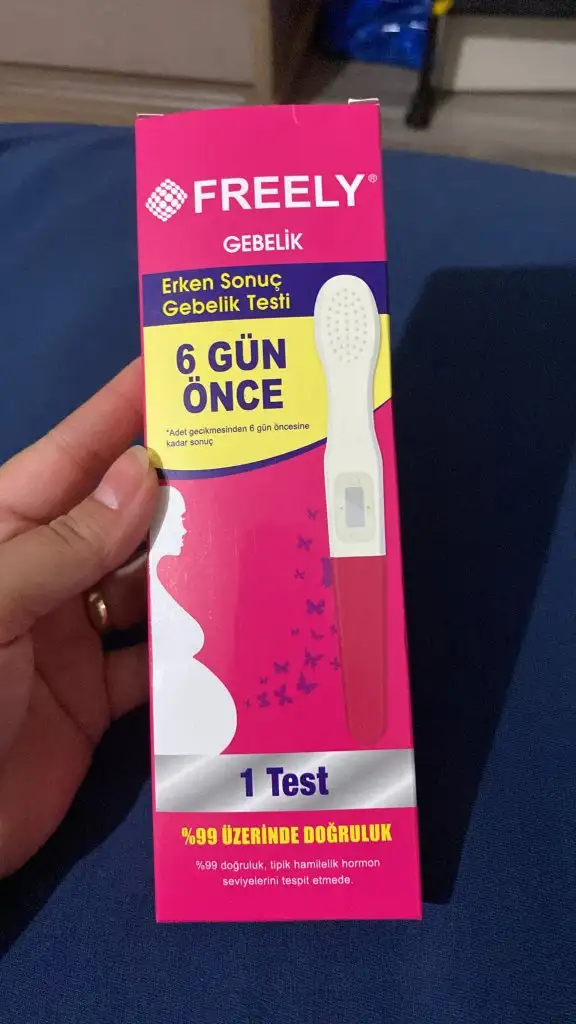 FREELY®
GEBELİK
Erken Sonuç
Gebelik Testi
6 GÜN
ÖNCE
*Adet gecikmesinden 6 gün öncesine
kadar sonuç
1 Test
%99 ÜZERİNDE DOĞRULUK
%99 doğruluk, tipik hamilelik hormon
seviyelerini tespit etmede.